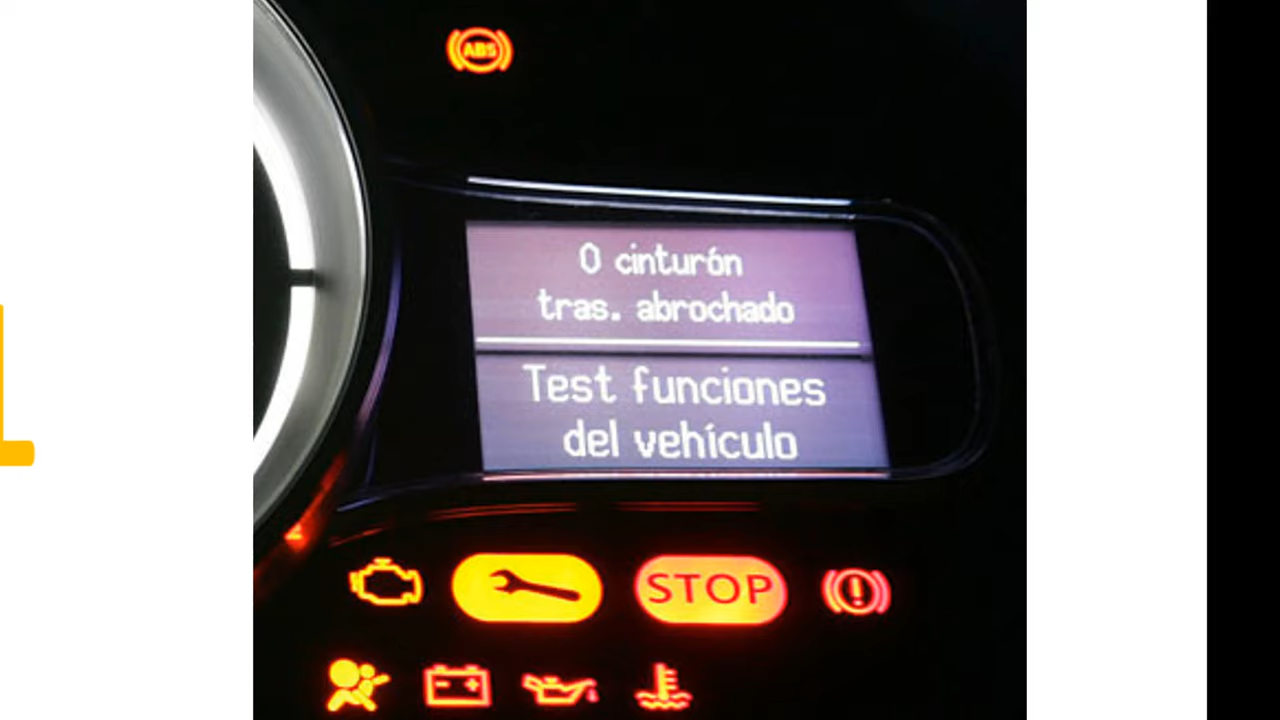 ABS
0 cinturón
tras. abrochado
Test funciones
del vehículo
STOP